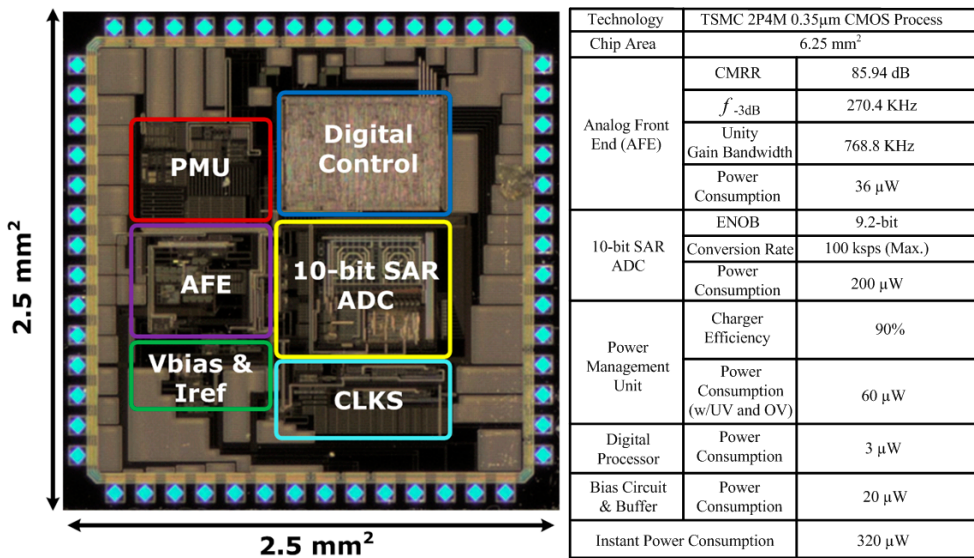 2.5 mm²
PMU
Digital
Control
AFE
10-bit SAR
ADC
Vbias &
Iref
CLKS
2.5 mm²
Technology TSMC 2P4M 0.35µm CMOS Process
Chip Area 6.25 mm²
Analog Front
End (AFE)
CMRR 85.94 dB
f -3dB 270.4 KHz
Unity
Gain Bandwidth
768.8 KHz
Power
Consumption
36 µW
10-bit SAR
ADC
ENOB 9.2-bit
Conversion Rate 100 ksps (Max.)
Power
Consumption
200 µW
Power
Management
Unit
Charger
Efficiency
90%
Power
Consumption
(w/UV and OV)
60 µW
Digital
Processor
Power
Consumption
3 µW
Bias Circuit
& Buffer
Power
Consumption
20 µW
Instant Power Consumption 320 µW